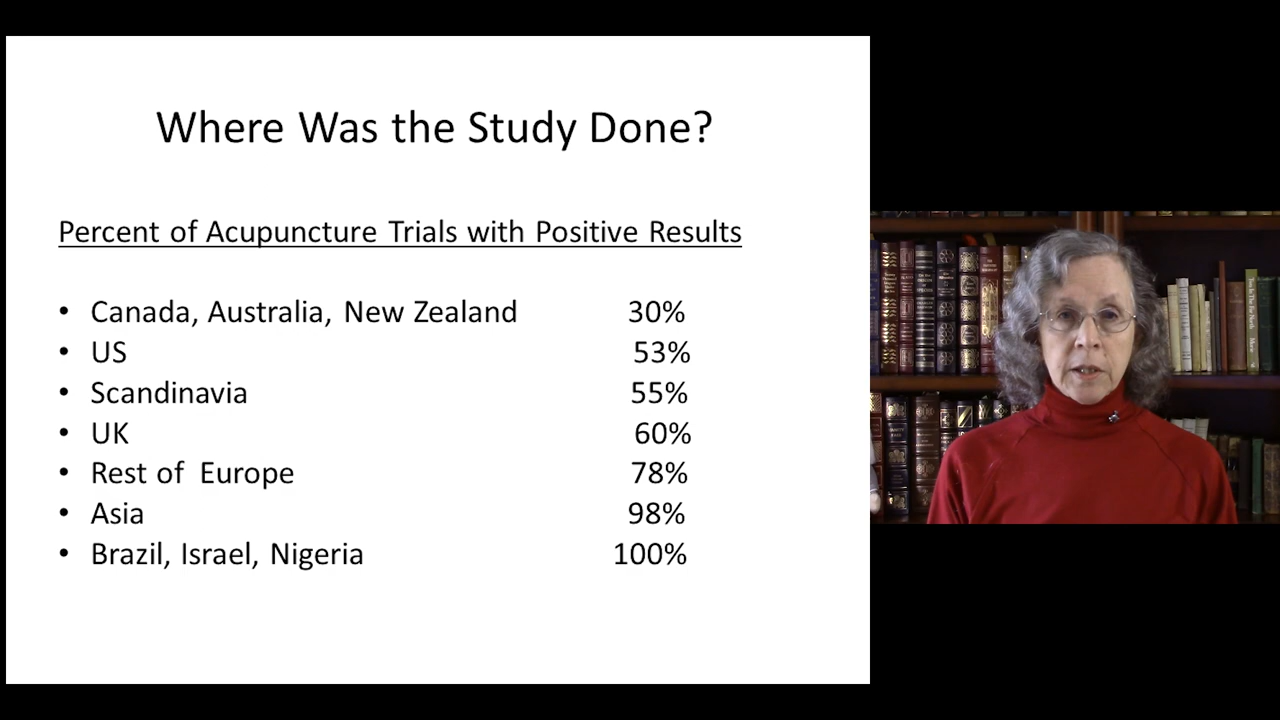 Where Was the Study Done?
Percent of Acupuncture Trials with Positive Results
• Canada, Australia, New Zealand 30%
• US 53%
• Scandinavia 55%
• UK 60%
• Rest of Europe 78%
• Asia 98%
• Brazil, Israel, Nigeria 100%